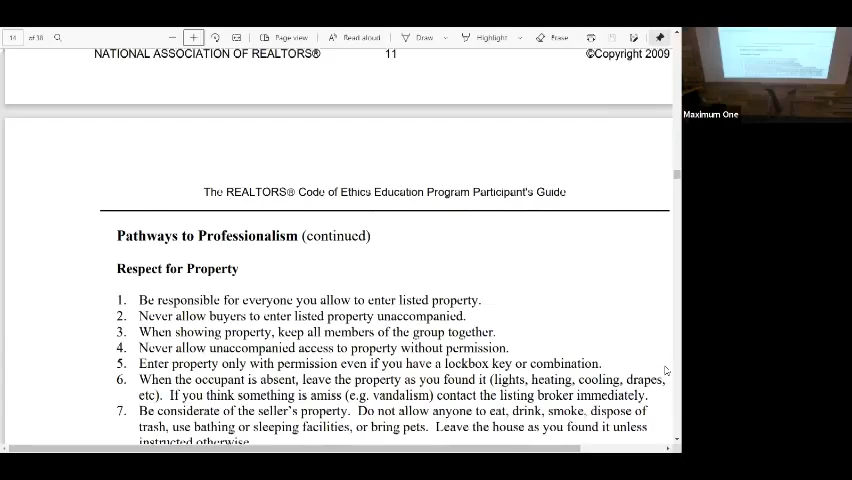 14 of 38 Page view Read aloud Draw Highlight Erase
NATIONAL ASSOCIATION OF REALTORS® 11 ©Copyright 2009
Maximum One
The REALTORS® Code of Ethics Education Program Participant's Guide
Pathways to Professionalism (continued)
Respect for Property
1. Be responsible for everyone you allow to enter listed property.
2. Never allow buyers to enter listed property unaccompanied.
3. When showing property, keep all members of the group together.
4. Never allow unaccompanied access to property without permission.
5. Enter property only with permission even if you have a lockbox key or combination.
6. When the occupant is absent, leave the property as you found it (lights, heating, cooling, drapes,
etc). If you think something is amiss (e.g. vandalism) contact the listing broker immediately.
7. Be considerate of the seller's property. Do not allow anyone to eat, drink, smoke, dispose of
trash, use bathing or sleeping facilities, or bring pets. Leave the house as you found it unless
instructed otherwise.